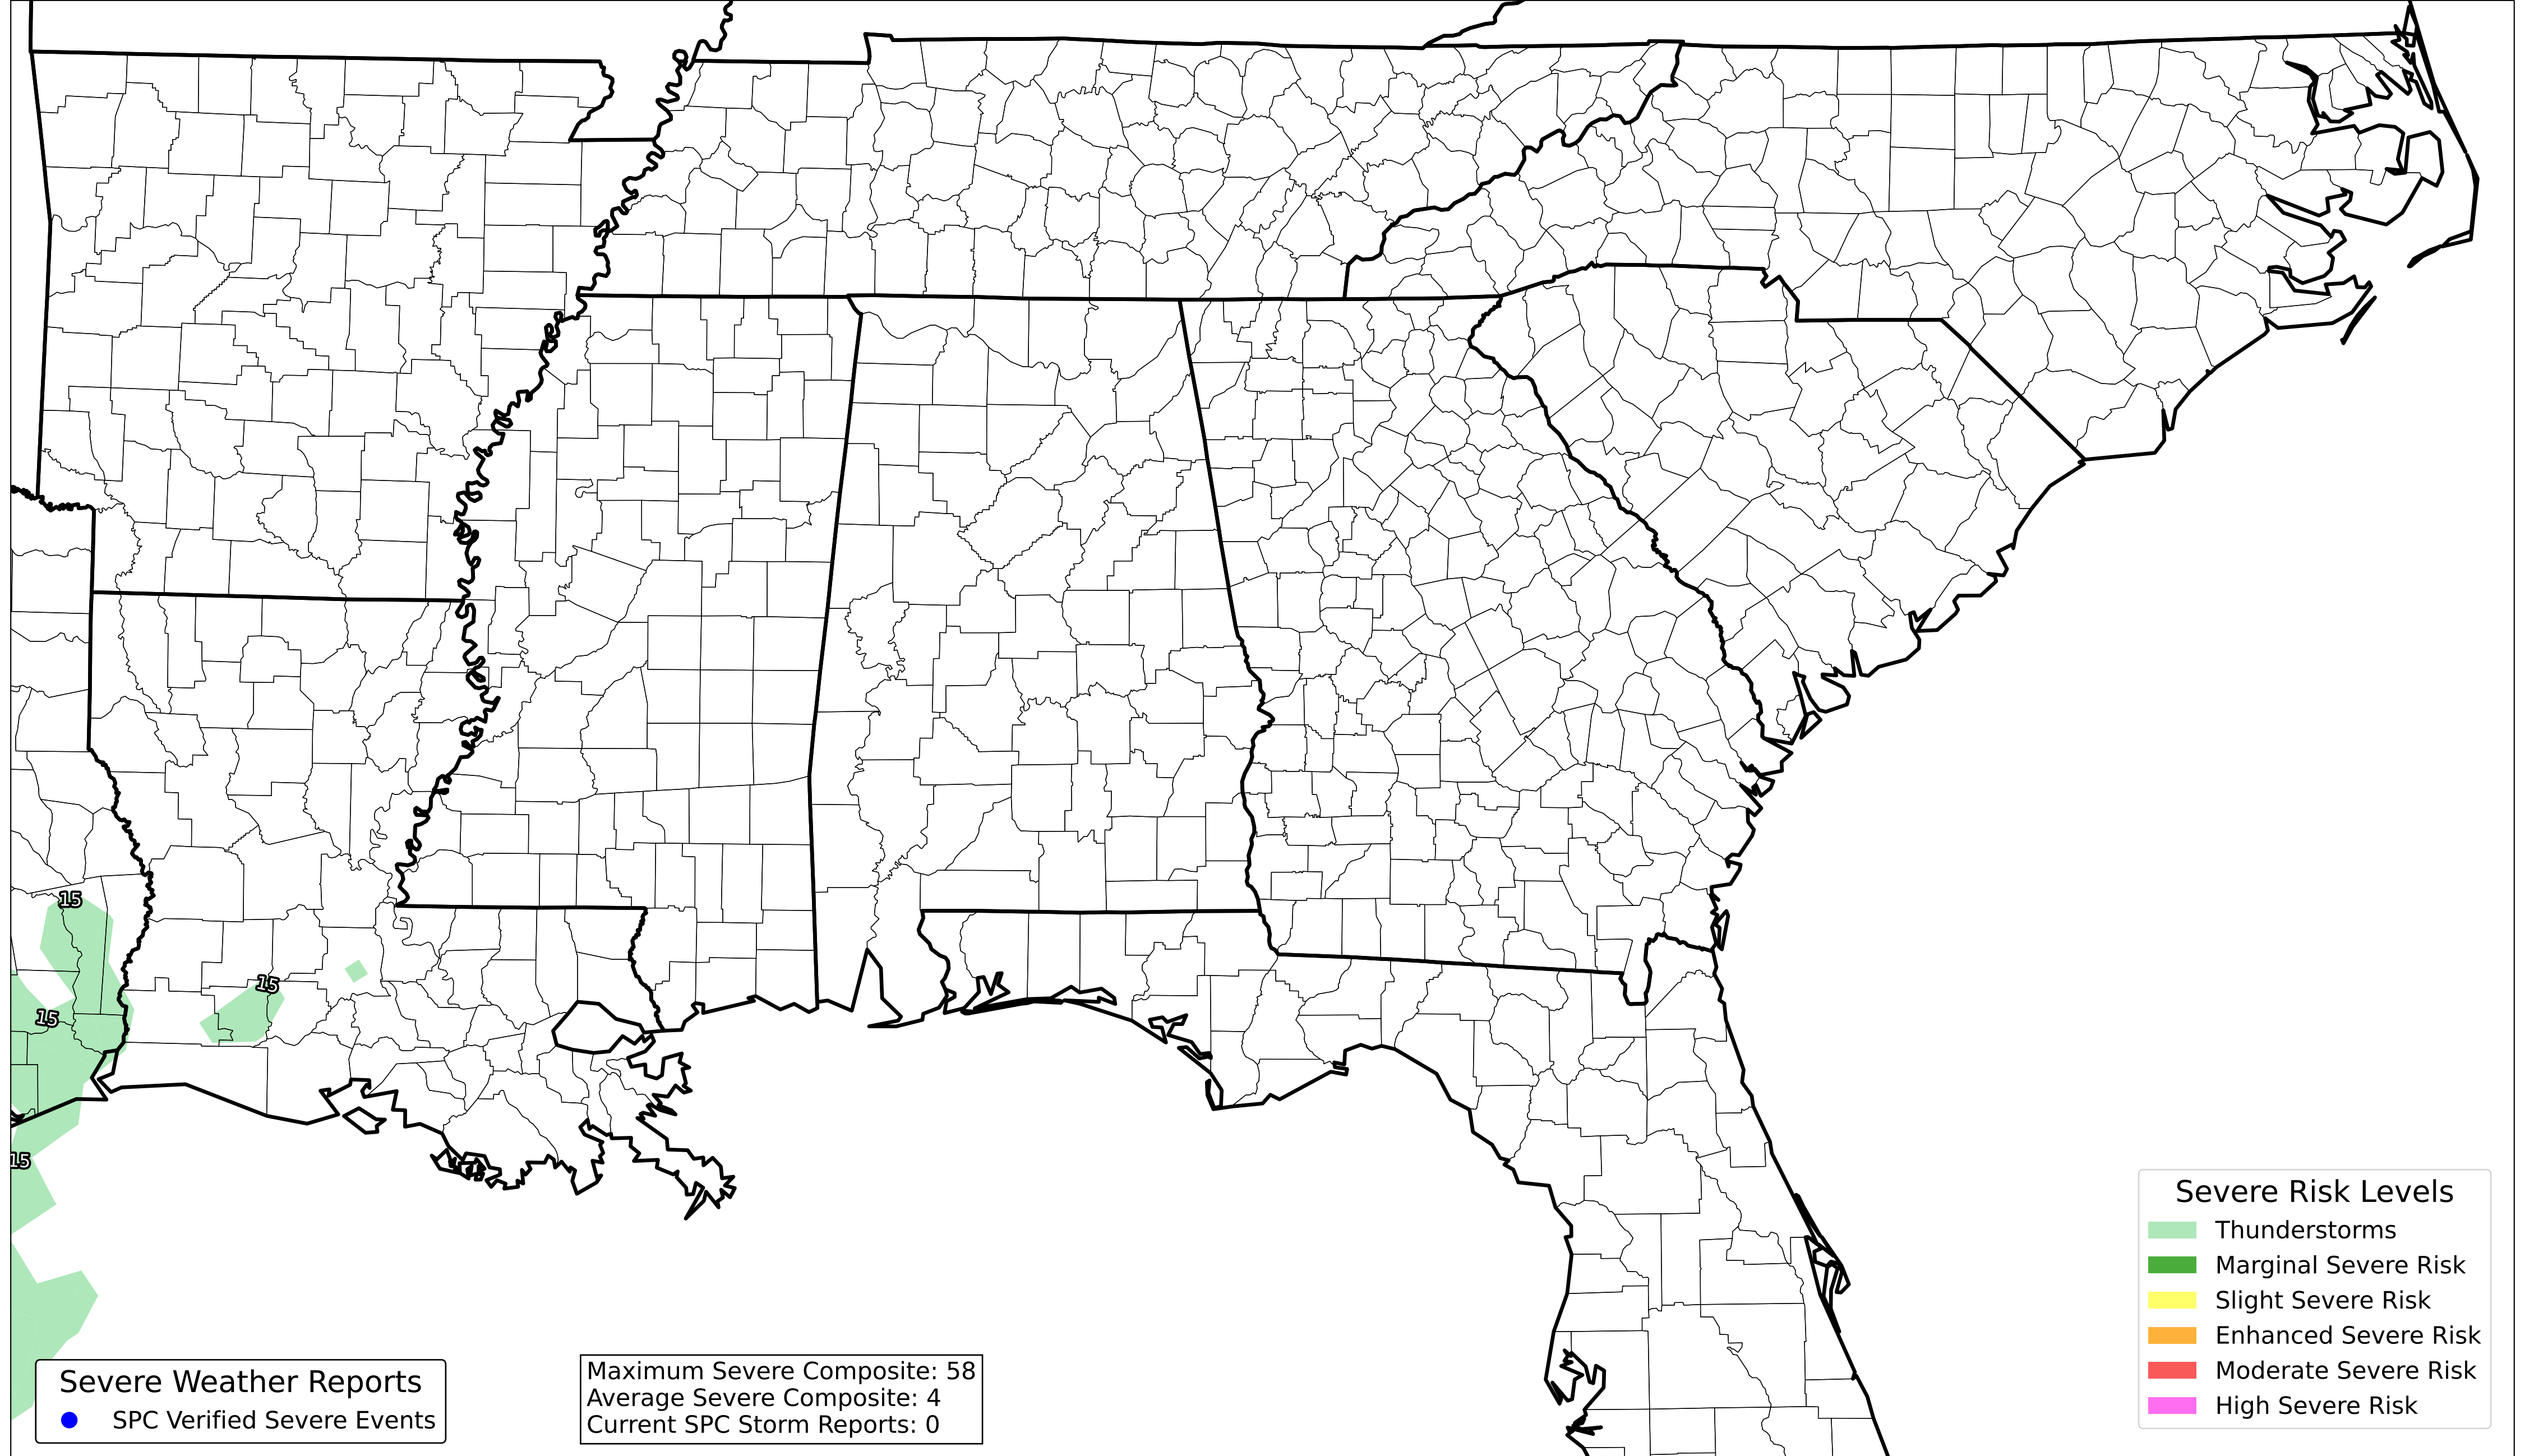 15
15
15
15
Severe Weather Reports
SPC Verified Severe Events
Maximum Severe Composite: 58
Average Severe Composite: 4
Current SPC Storm Reports: 0
Severe Risk Levels
Thunderstorms
Marginal Severe Risk
Slight Severe Risk
Enhanced Severe Risk
Moderate Severe Risk
High Severe Risk